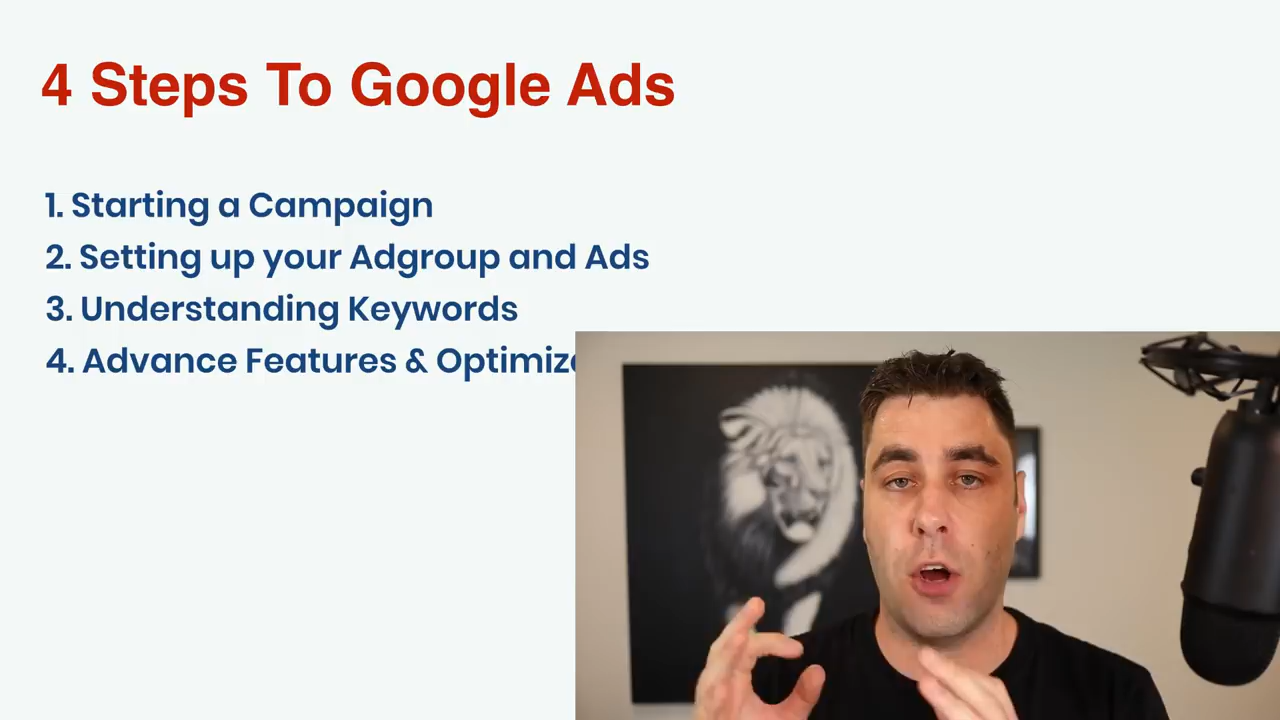 4 Steps To Google Ads
1. Starting a Campaign
2. Setting up your Adgroup and Ads
3. Understanding Keywords
4. Advance Features &